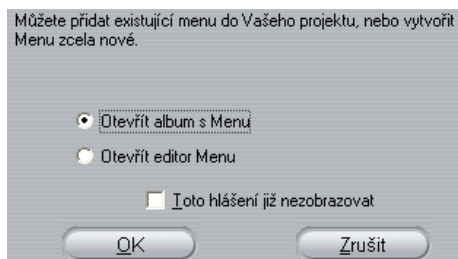 Můžete přidat existující menu do Vašeho projektu, nebo vytvořit
Menu zcela nové.
Otevřít album s Menu
Otevřít editor Menu
Toto hlášení již nezobrazovat
OK
Zrušit